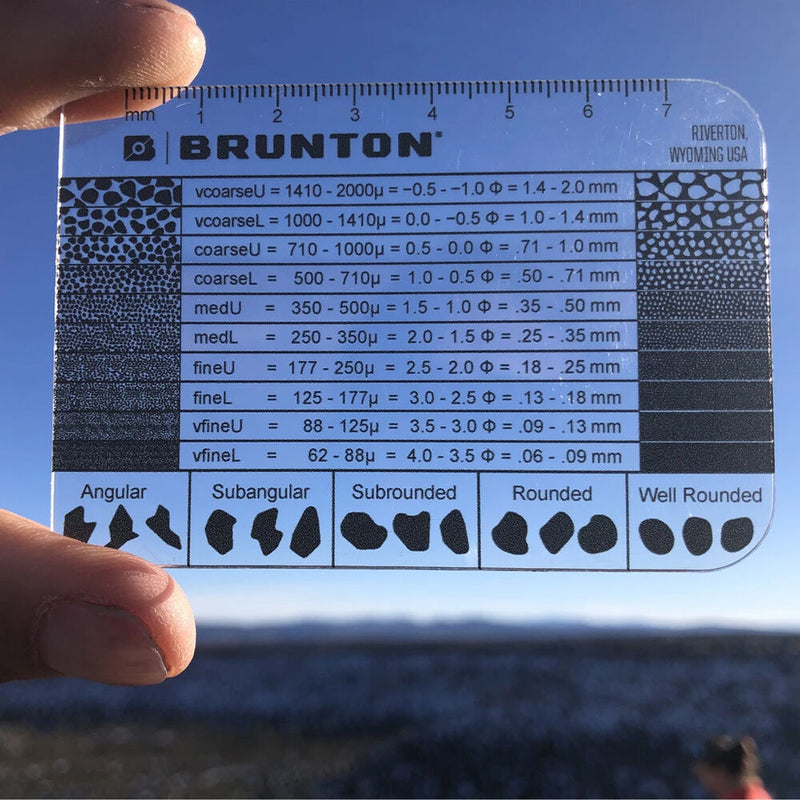 mm 1 2 3 4 5 6 7
BRUNTON®
RIVERTON,
WYOMING USA
vcoarseU = 1410 - 2000µ = −0.5 - −1.0 Φ = 1.4 - 2.0 mm
vcoarseL = 1000 - 1410µ = 0.0 - −0.5 Φ = 1.0 - 1.4 mm
coarseU = 710 - 1000µ = 0.5 - 0.0 Φ = .71 - 1.0 mm
coarseL = 500 - 710µ = 1.0 - 0.5 Φ = .50 - .71 mm
medU = 350 - 500µ = 1.5 - 1.0 Φ = .35 - .50 mm
medL = 250 - 350µ = 2.0 - 1.5 Φ = .25 - .35 mm
fineU = 177 - 250µ = 2.5 - 2.0 Φ = .18 - .25 mm
fineL = 125 - 177µ = 3.0 - 2.5 Φ = .13 - .18 mm
vfineU = 88 - 125µ = 3.5 - 3.0 Φ = .09 - .13 mm
vfineL = 62 - 88µ = 4.0 - 3.5 Φ = .06 - .09 mm
Angular Subangular Subrounded Rounded Well Rounded